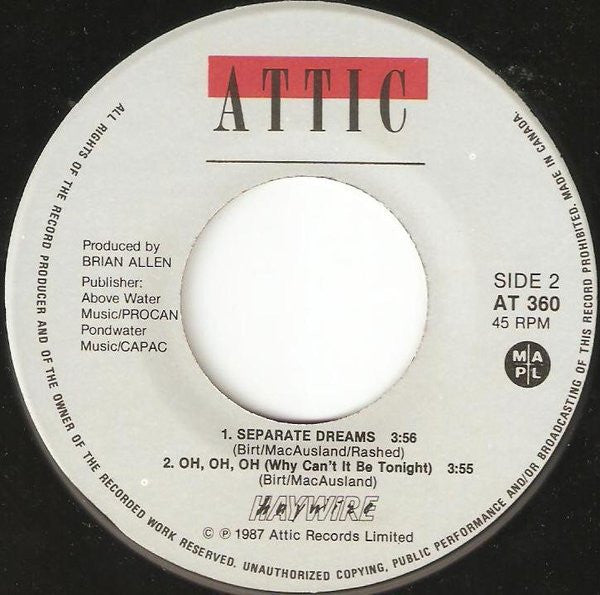 ATTIC
Produced by
BRIAN ALLEN
Publisher:
Above Water
Music/PROCAN
Pondwater
Music/CAPAC
SIDE 2
AT 360
45 RPM
M A
P L
1. SEPARATE DREAMS 3:56
(Birt/MacAusland/Rashed)
2. OH, OH, OH (Why Can't It Be Tonight) 3:55
(Birt/MacAusland)
HAYWIRE
haywire
© ℗ 1987 Attic Records Limited
ALL RIGHTS OF THE RECORD PRODUCER AND OF THE OWNER OF THE RECORDED WORK RESERVED. UNAUTHORIZED COPYING, PUBLIC PERFORMANCE AND/OR BROADCASTING OF THIS RECORD PROHIBITED. MADE IN CANADA.